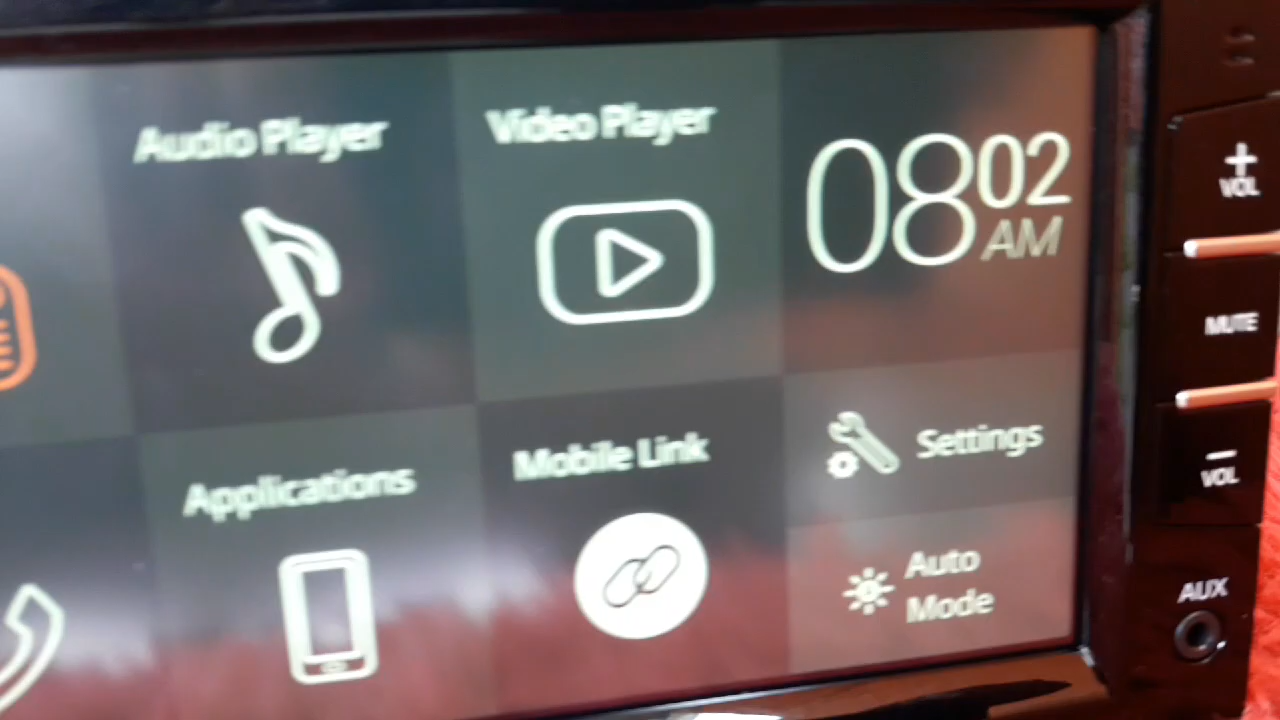 Audio Player
Video Player
08 02
AM
+
VOL
MUTE
Applications
Mobile Link
Settings
–
VOL
Auto
Mode
AUX